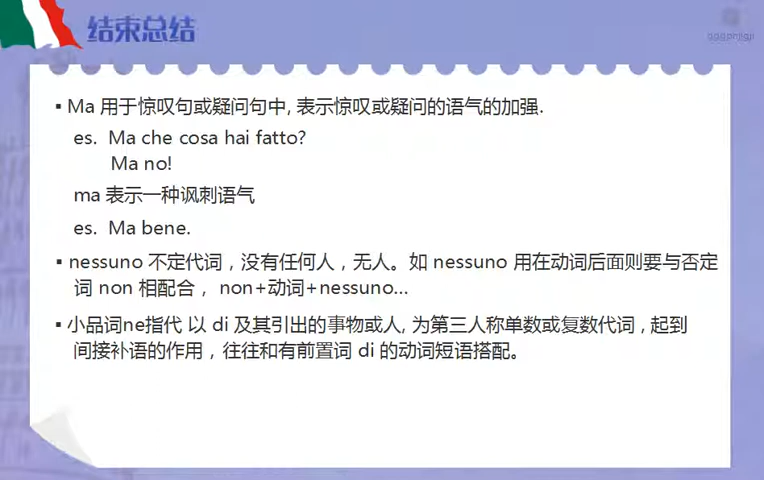 结束总结
▪ Ma 用于惊叹句或疑问句中, 表示惊叹或疑问的语气的加强.
es. Ma che cosa hai fatto?
Ma no!
ma 表示一种讽刺语气
es. Ma bene.
▪ nessuno 不定代词，没有任何人，无人。如 nessuno 用在动词后面则要与否定
词 non 相配合， non+动词+nessuno...
▪ 小品词ne指代 以 di 及其引出的事物或人, 为第三人称单数或复数代词 , 起到
间接补语的作用 ，往往和有前置词 di 的动词短语搭配。